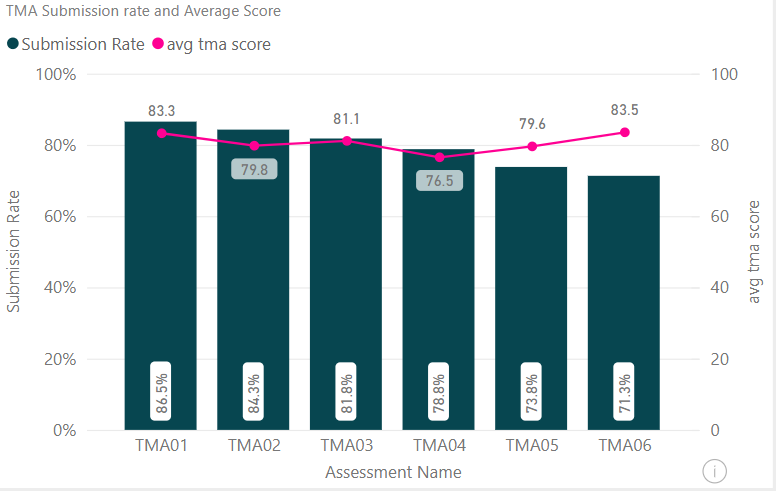 TMA Submission rate and Average Score
Submission Rate avg tma score
100% 100
83.3 81.1 79.6 83.5
80% 80
79.8 76.5
60% 60
40% 40
20% 20
86.5% 84.3% 81.8% 78.8% 73.8% 71.3%
0% 0
TMA01 TMA02 TMA03 TMA04 TMA05 TMA06
Assessment Name
Submission Rate
avg tma score
i